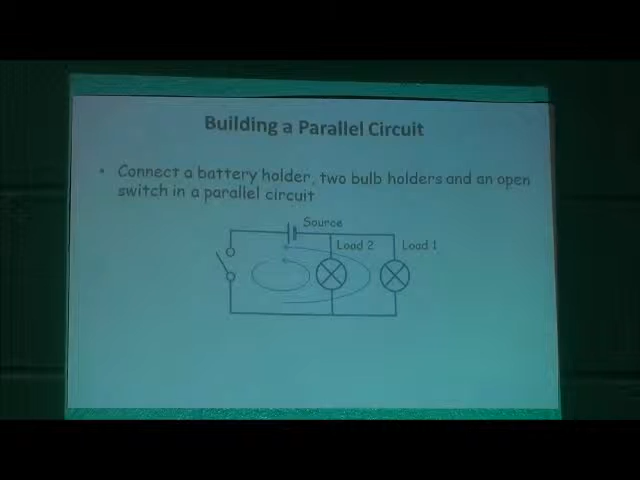 Building a Parallel Circuit
• Connect a battery holder, two bulb holders and an open
switch in a parallel circuit
Source
Load 2
Load 1